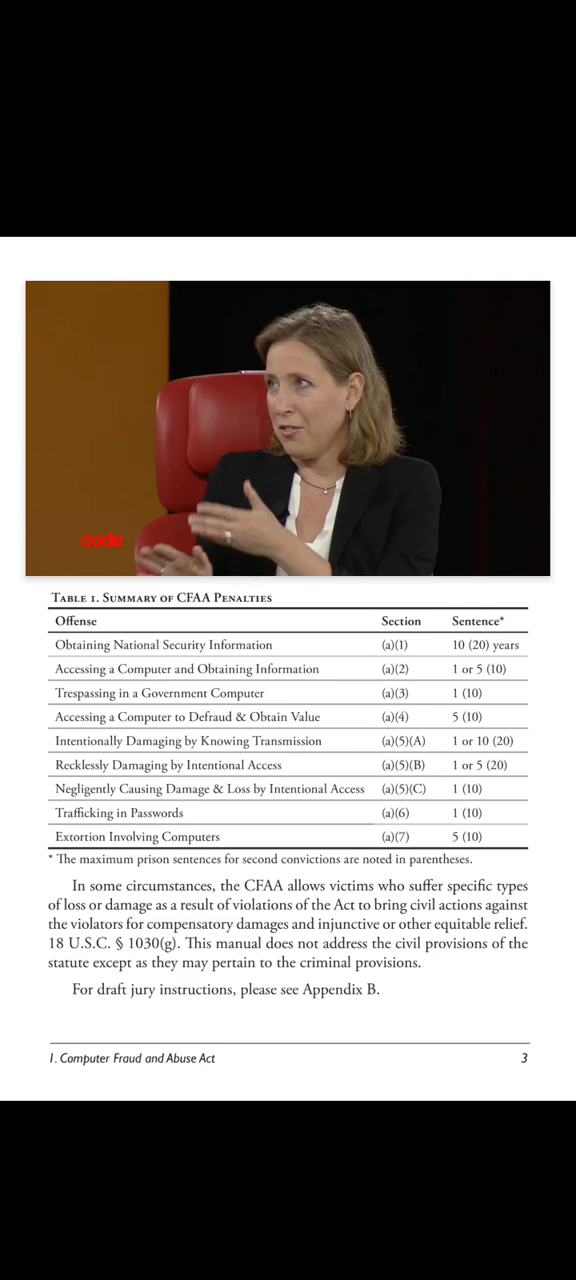 code
TABLE 1. SUMMARY OF CFAA PENALTIES
Offense Section Sentence*
Obtaining National Security Information (a)(1) 10 (20) years
Accessing a Computer and Obtaining Information (a)(2) 1 or 5 (10)
Trespassing in a Government Computer (a)(3) 1 (10)
Accessing a Computer to Defraud & Obtain Value (a)(4) 5 (10)
Intentionally Damaging by Knowing Transmission (a)(5)(A) 1 or 10 (20)
Recklessly Damaging by Intentional Access (a)(5)(B) 1 or 5 (20)
Negligently Causing Damage & Loss by Intentional Access (a)(5)(C) 1 (10)
Trafficking in Passwords (a)(6) 1 (10)
Extortion Involving Computers (a)(7) 5 (10)
* The maximum prison sentences for second convictions are noted in parentheses.
In some circumstances, the CFAA allows victims who suffer specific types
of loss or damage as a result of violations of the Act to bring civil actions against
the violators for compensatory damages and injunctive or other equitable relief.
18 U.S.C. § 1030(g). This manual does not address the civil provisions of the
statute except as they may pertain to the criminal provisions.
For draft jury instructions, please see Appendix B.
1. Computer Fraud and Abuse Act 3